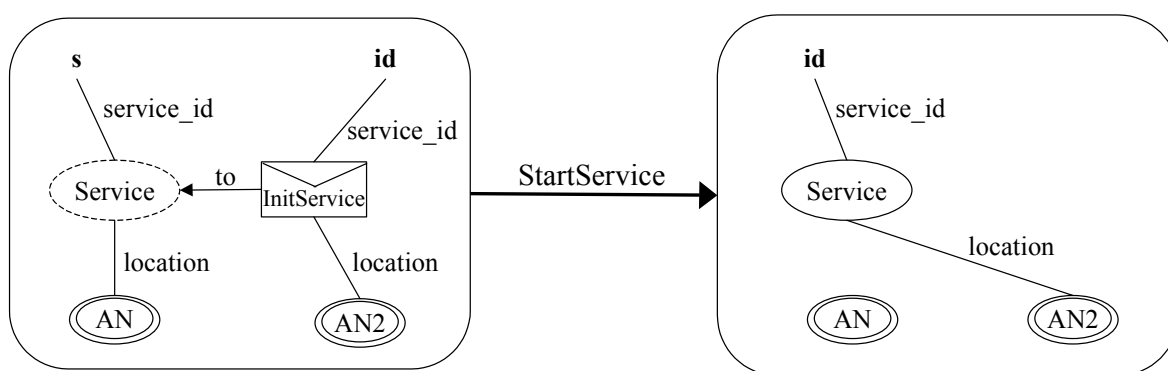 s
id
service_id
service_id
Service
to
InitService
location
location
AN
AN2
StartService
id
service_id
Service
location
AN
AN2